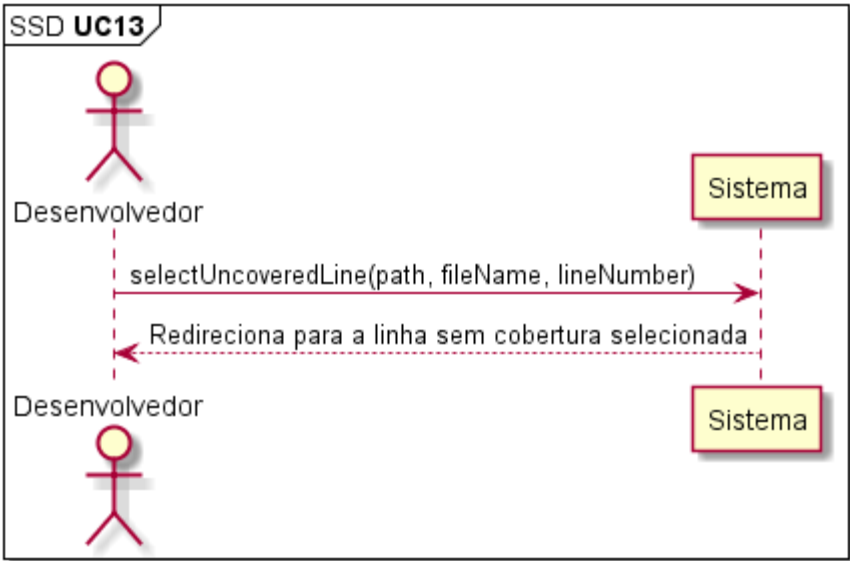 SSD UC13
Desenvolvedor
Sistema
selectUncoveredLine(path, fileName, lineNumber)
Redireciona para a linha sem cobertura selecionada
Desenvolvedor
Sistema